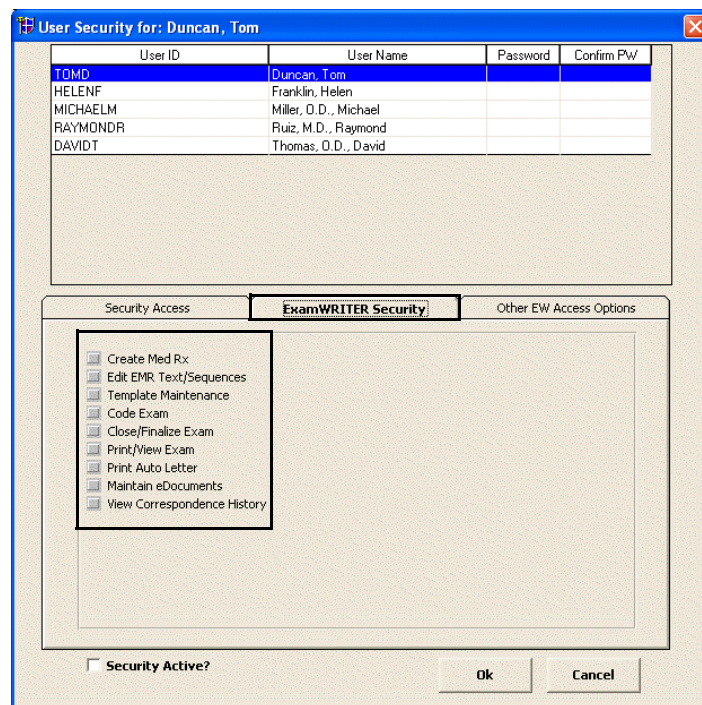 User Security for: Duncan, Tom
User ID User Name Password Confirm PW
TOMD Duncan, Tom
HELENF Franklin, Helen
MICHAELM Miller, O.D., Michael
RAYMONDR Ruiz, M.D., Raymond
DAVIDT Thomas, O.D., David
Security Access ExamWRITER Security Other EW Access Options
Create Med Rx
Edit EMR Text/Sequences
Template Maintenance
Code Exam
Close/Finalize Exam
Print/View Exam
Print Auto Letter
Maintain eDocuments
View Correspondence History
Security Active? Ok Cancel